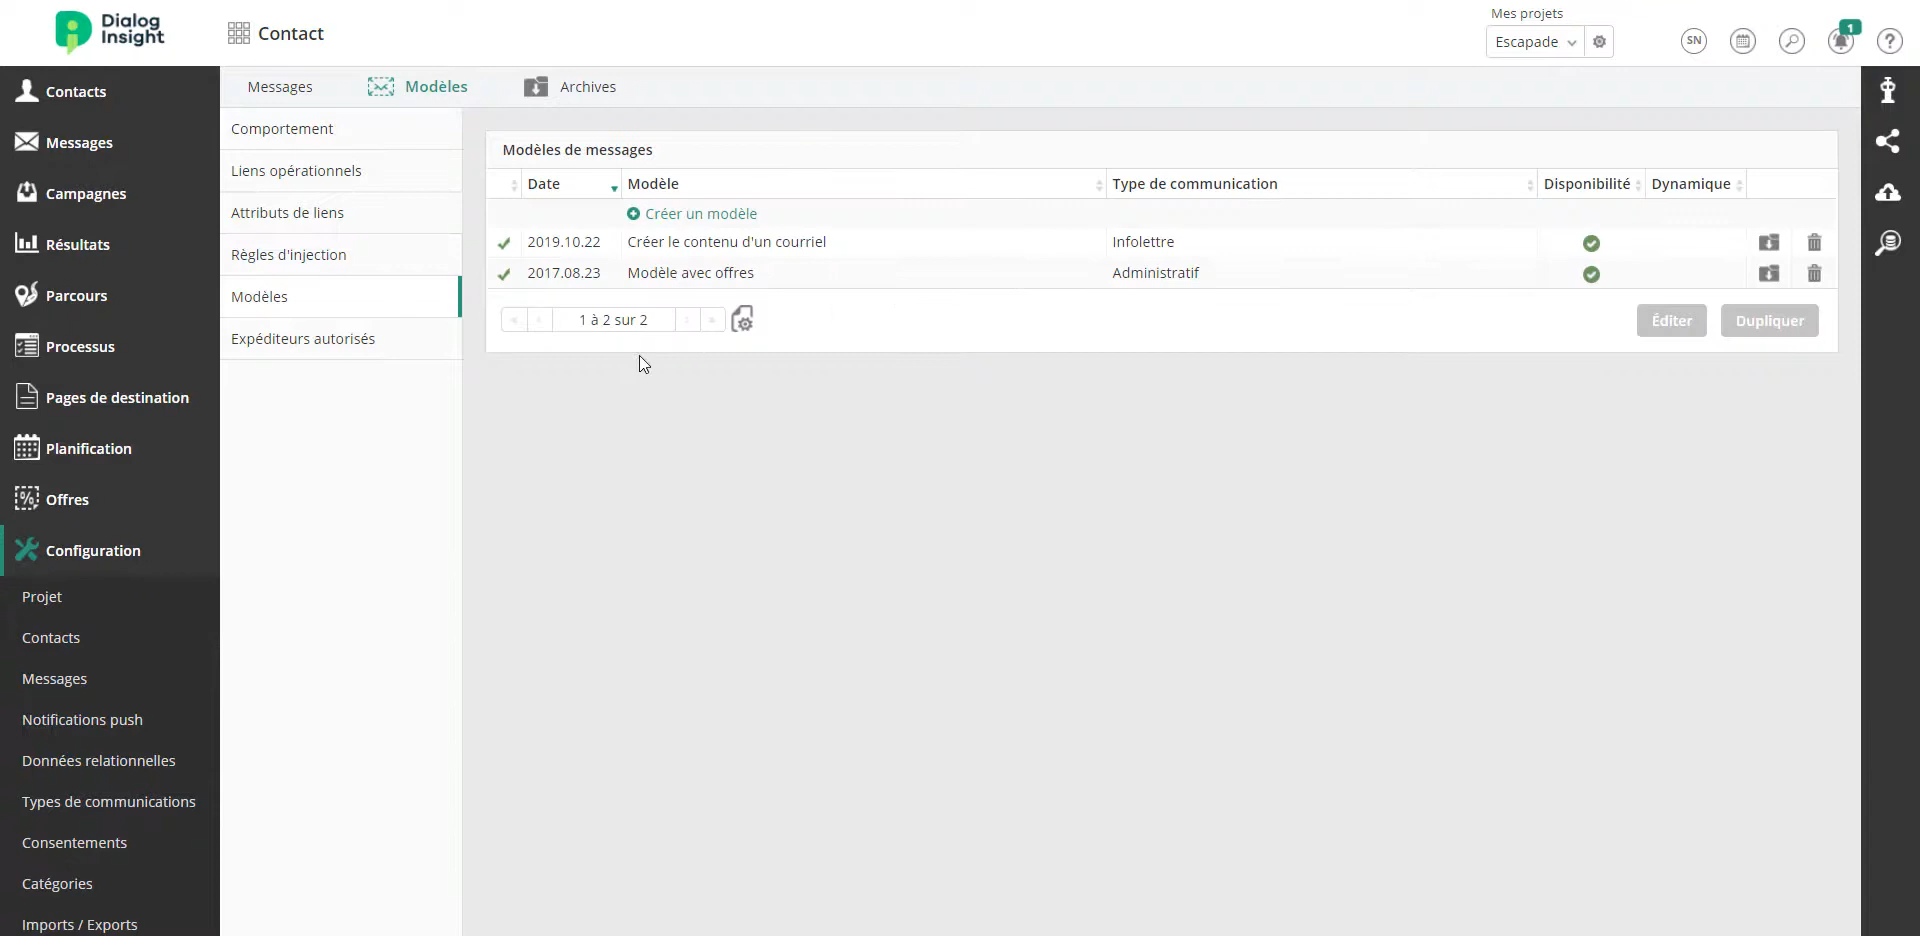 Dialog
Insight
Contact
Mes projets
Escapade
SN
1
?
Contacts
Messages
Campagnes
Résultats
Parcours
Processus
Pages de destination
Planification
Offres
Configuration
Projet
Contacts
Messages
Notifications push
Données relationnelles
Types de communications
Consentements
Catégories
Imports / Exports
Messages
Modèles
Archives
Comportement
Liens opérationnels
Attributs de liens
Règles d'injection
Modèles
Expéditeurs autorisés
Modèles de messages
Date Modèle Type de communication Disponibilité Dynamique
Créer un modèle
2019.10.22 Créer le contenu d'un courriel Infolettre
2017.08.23 Modèle avec offres Administratif
1 à 2 sur 2
Éditer
Dupliquer